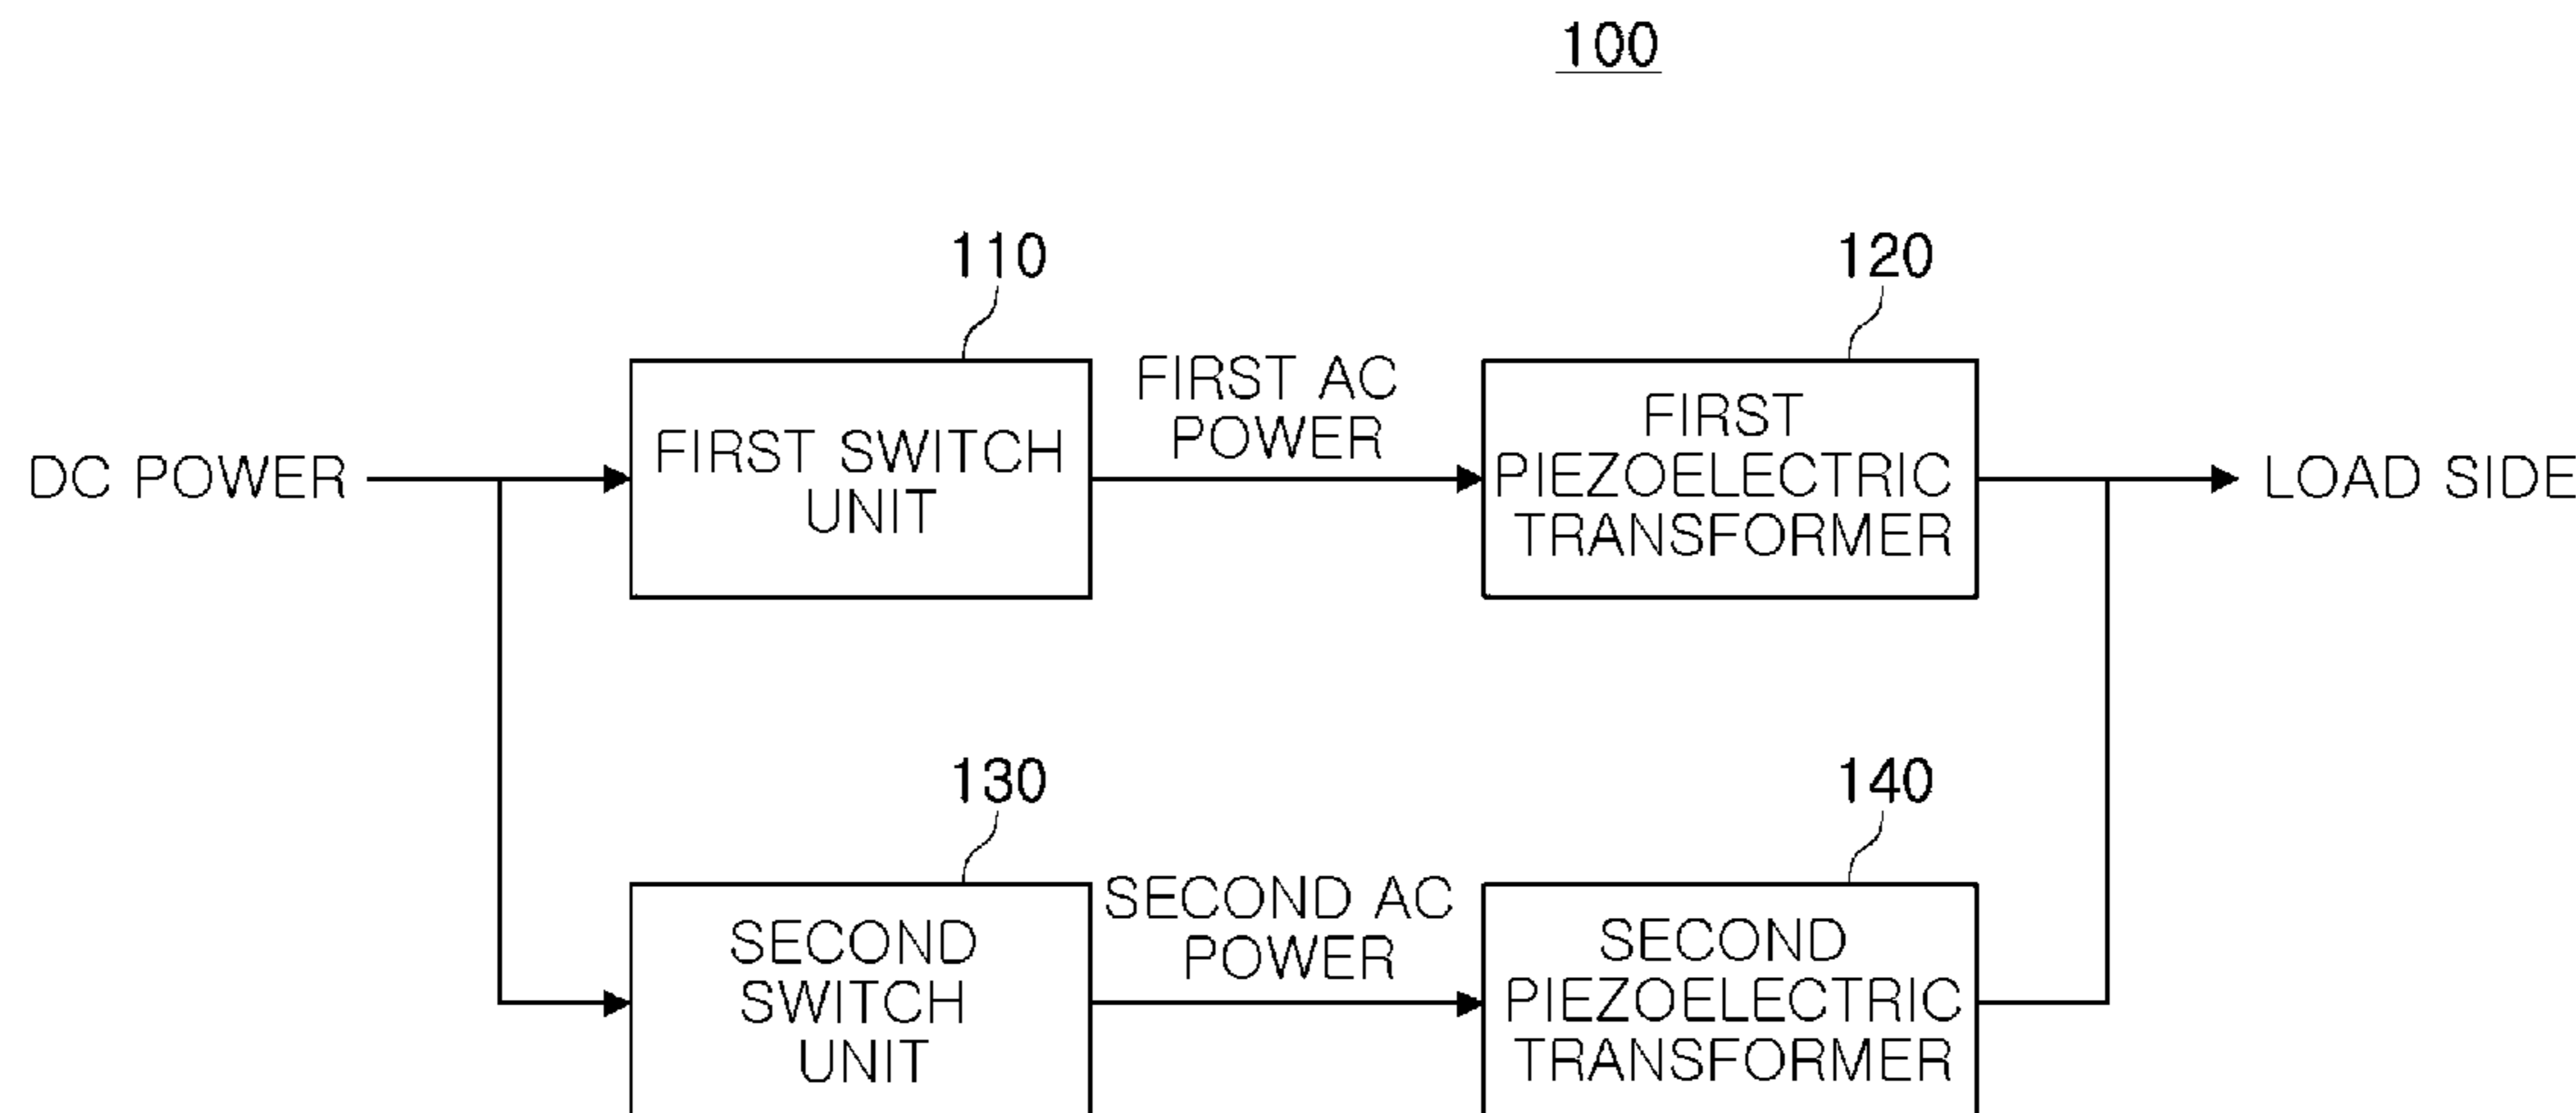 100
110
120
FIRST SWITCH
UNIT
FIRST AC
POWER
FIRST
PIEZOELECTRIC
TRANSFORMER
DC POWER
LOAD SIDE
130
140
SECOND
SWITCH
UNIT
SECOND AC
POWER
SECOND
PIEZOELECTRIC
TRANSFORMER